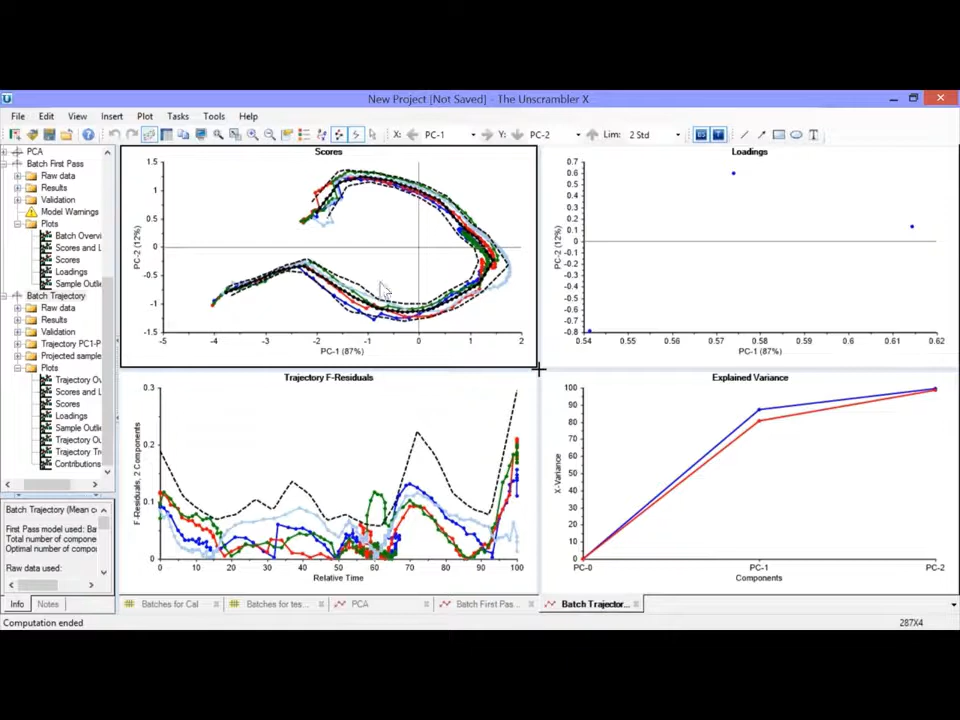 New Project [Not Saved] - The Unscrambler X
File Edit View Insert Plot Tasks Tools Help
X: PC-1 Y: PC-2 Lim: 2 Std
PCA
Batch First Pass
Raw data
Results
Validation
Model Warnings
Plots
Batch Overvi
Scores and L
Scores
Loadings
Sample Outlie
Batch Trajectory
Raw data
Results
Validation
Trajectory PC1-P
Projected sample
Plots
Trajectory Ov
Scores and L
Scores
Loadings
Sample Outlie
Trajectory Ou
Trajectory Tr
Contributions
Batch Trajectory (Mean c
First Pass model used: Ba
Total number of compone
Optimal number of compo
Raw data used:
Info Notes
Scores
1.5
1
0.5
0
-0.5
-1
-1.5
PC-2 (12%)
-5 -4 -3 -2 -1 0 1 2
PC-1 (87%)
Loadings
0.7
0.6
0.5
0.4
0.3
0.2
0.1
0
-0.1
-0.2
-0.3
-0.4
-0.5
-0.6
-0.7
-0.8
PC-2 (12%)
0.54 0.55 0.56 0.57 0.58 0.59 0.60 0.61 0.62
PC-1 (87%)
Trajectory F-Residuals
0.3
0.2
0.1
0
F-Residuals, 2 Components
0 10 20 30 40 50 60 70 80 90 100
Relative Time
Explained Variance
100
90
80
70
60
50
40
30
20
10
0
X-Variance
PC-0 PC-1 PC-2
Components
Batches for Cal Batches for tes... PCA Batch First Pas... Batch Trajector...
Computation ended 287X4